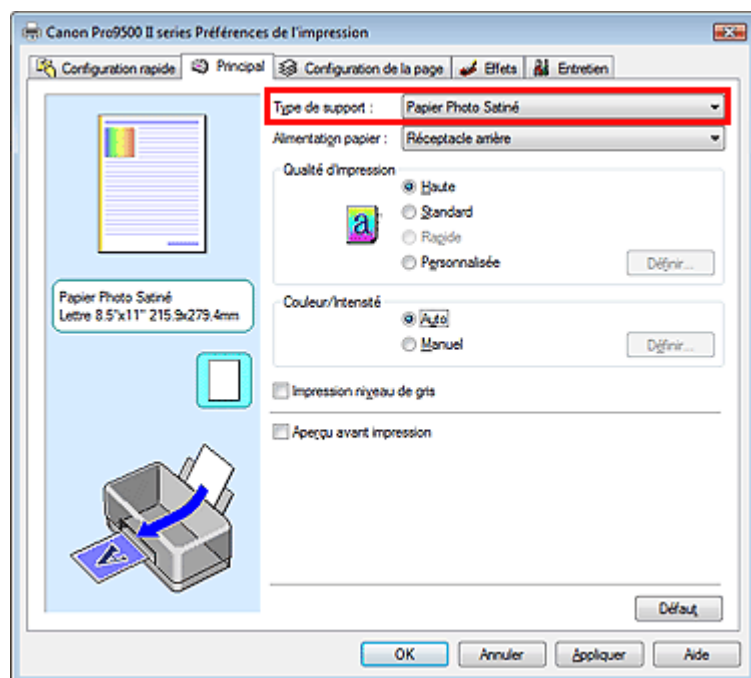 Canon Pro9500 II series Préférences de l'impression
Configuration rapide Principal Configuration de la page Effets Entretien
Type de support : Papier Photo Satiné
Alimentation papier : Réceptacle arrière
Qualité d'impression
Haute
a
Standard
Rapide
Personnalisée Définir...
Papier Photo Satiné
Lettre 8.5"x11" 215.9x279.4mm
Couleur/Intensité
Auto
Manuel Définir...
Impression niveau de gris
Aperçu avant impression
A
Défaut
OK Annuler Appliquer Aide